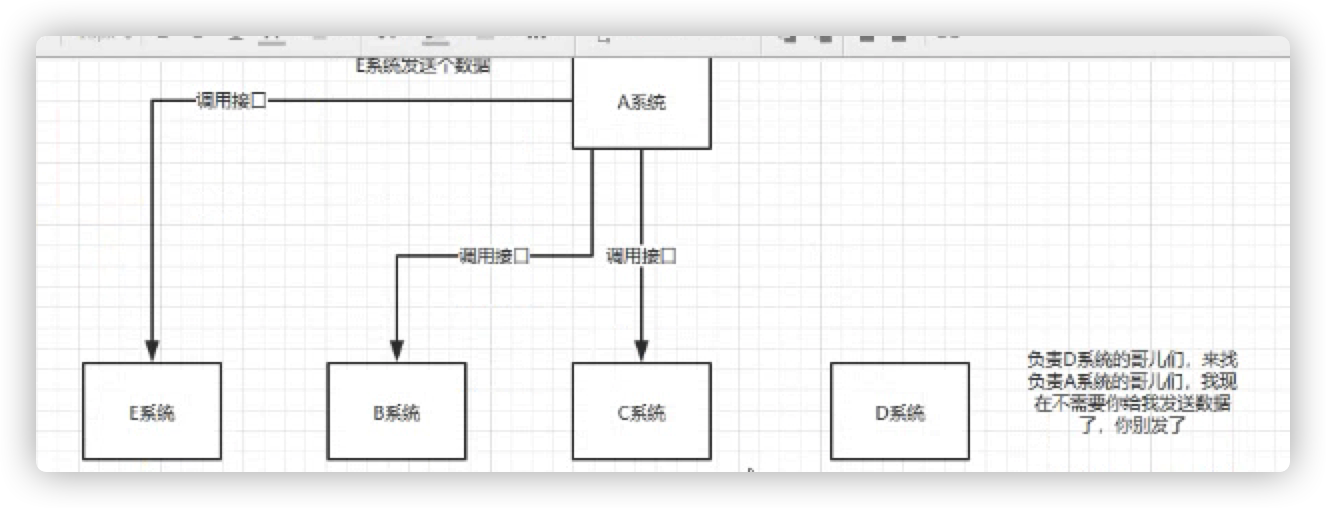 E系统发送个数据
调用接口
A系统
调用接口
调用接口
E系统
B系统
C系统
D系统
负责D系统的哥儿们，来找
负责A系统的哥儿们，我现
在不需要你给我发送数据
了，你别发了